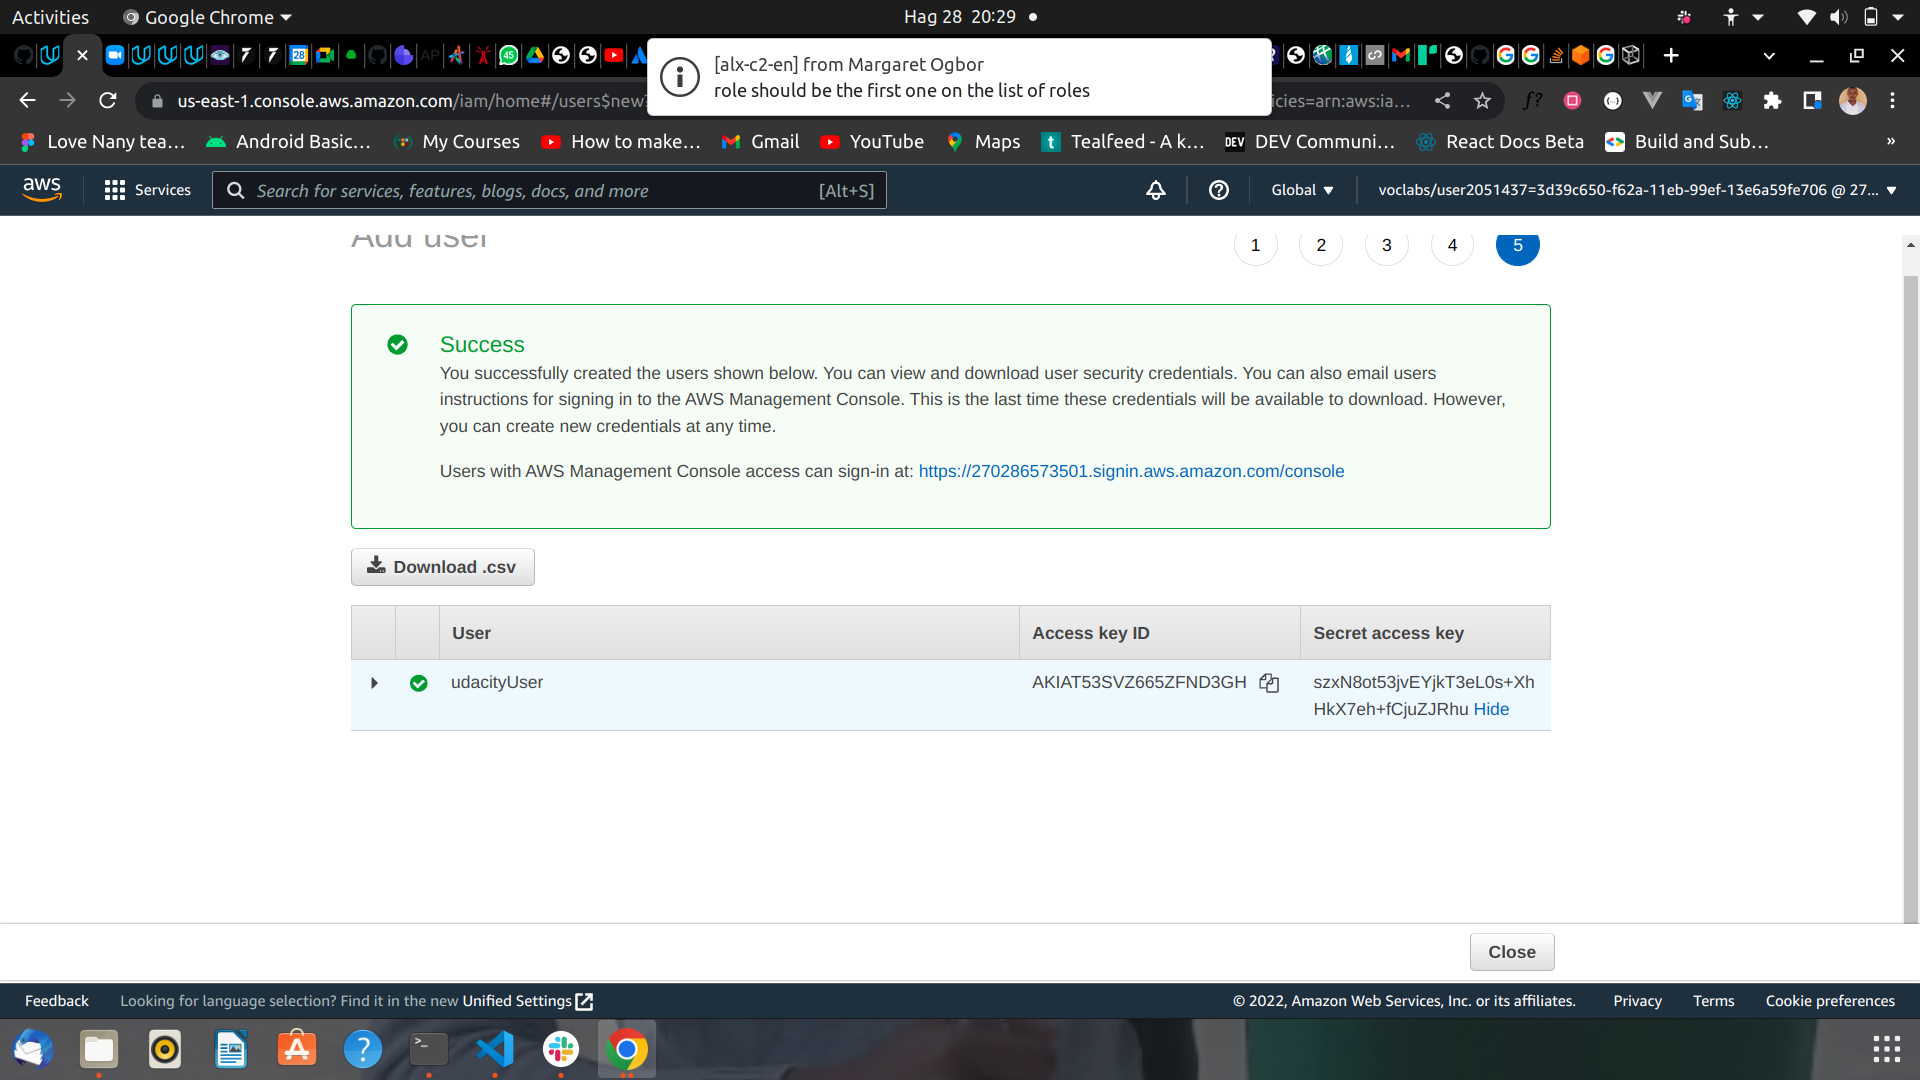 Activities
Google Chrome
Hag 28 20:29
[alx-c2-en] from Margaret Ogbor
role should be the first one on the list of roles
us-east-1.console.aws.amazon.com/iam/home#/users$new?
icies=arn:aws:ia...
Love Nany tea...
Android Basic...
My Courses
How to make...
Gmail
YouTube
Maps
Tealfeed - A k...
DEV Communi...
React Docs Beta
Build and Sub...
»
aws
Services
Search for services, features, blogs, docs, and more
[Alt+S]
Global
voclabs/user2051437=3d39c650-f62a-11eb-99ef-13e6a59fe706 @ 27...
Add user
1 2 3 4 5
Success
You successfully created the users shown below. You can view and download user security credentials. You can also email users
instructions for signing in to the AWS Management Console. This is the last time these credentials will be available to download. However,
you can create new credentials at any time.
Users with AWS Management Console access can sign-in at: https://270286573501.signin.aws.amazon.com/console
Download .csv
User
Access key ID
Secret access key
udacityUser
AKIAT53SVZ665ZFND3GH
szxN8ot53jvEYjkT3eL0s+Xh
HkX7eh+fCjuZJRhu Hide
Close
Feedback
Looking for language selection? Find it in the new Unified Settings
© 2022, Amazon Web Services, Inc. or its affiliates.
Privacy
Terms
Cookie preferences